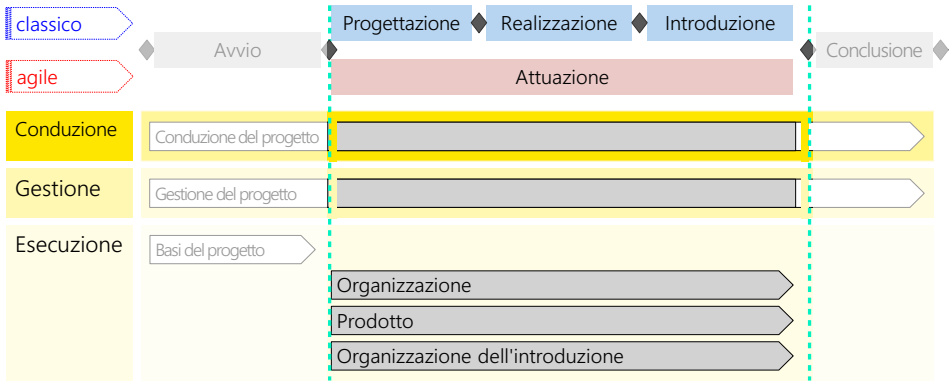 classico
Progettazione
Realizzazione
Introduzione
Avvio
Conclusione
agile
Attuazione
Conduzione
Conduzione del progetto
Gestione
Gestione del progetto
Esecuzione
Basi del progetto
Organizzazione
Prodotto
Organizzazione dell'introduzione